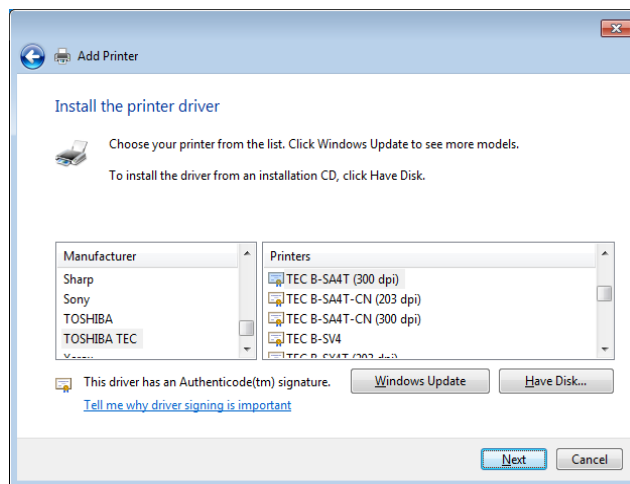 Add Printer
Install the printer driver
Choose your printer from the list. Click Windows Update to see more models.
To install the driver from an installation CD, click Have Disk.
Manufacturer
Sharp
Sony
TOSHIBA
TOSHIBA TEC
Printers
TEC B-SA4T (300 dpi)
TEC B-SA4T-CN (203 dpi)
TEC B-SA4T-CN (300 dpi)
TEC B-SV4
This driver has an Authenticode(tm) signature.
Tell me why driver signing is important
Windows Update
Have Disk...
Next
Cancel